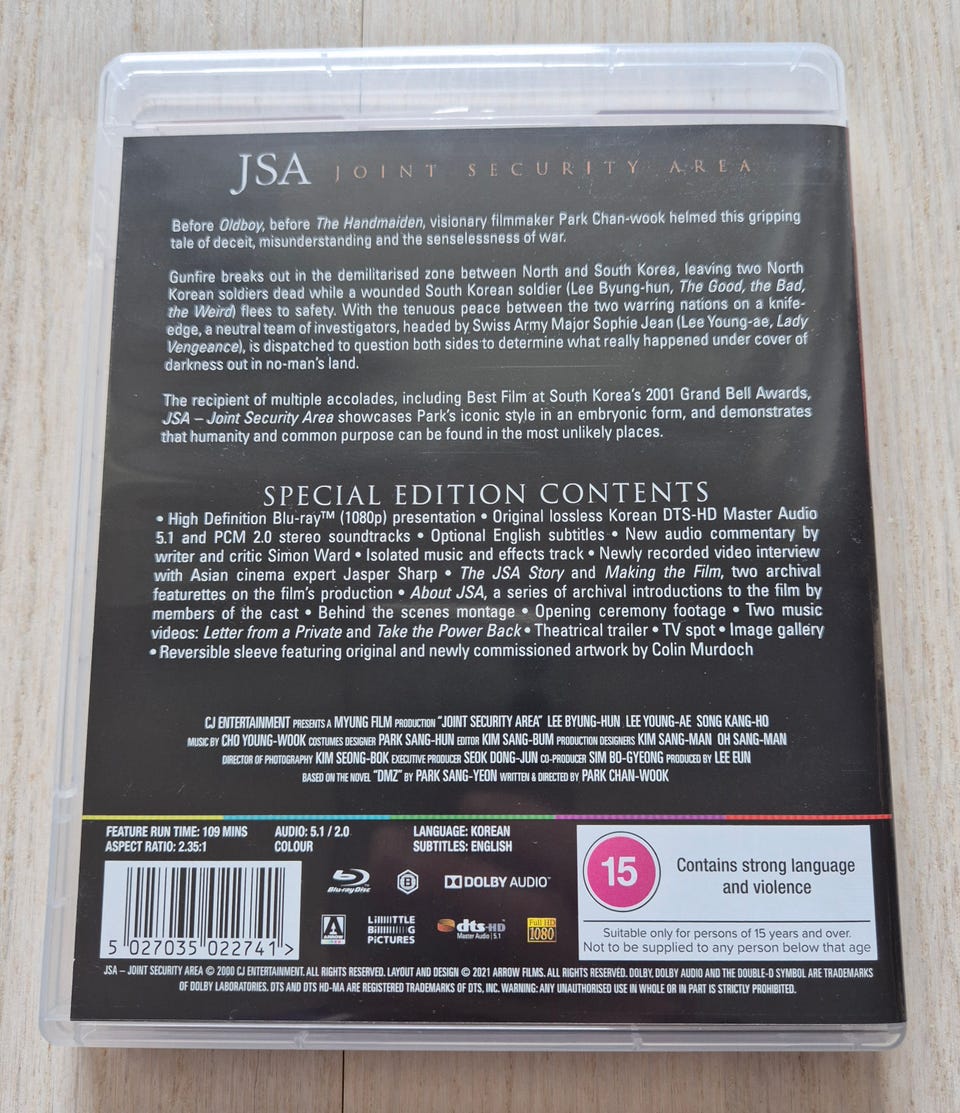 JSA JOINT SECURITY AREA
Before Oldboy, before The Handmaiden, visionary filmmaker Park Chan-wook helmed this gripping
tale of deceit, misunderstanding and the senselessness of war.
Gunfire breaks out in the demilitarised zone between North and South Korea, leaving two North
Korean soldiers dead while a wounded South Korean soldier (Lee Byung-hun, The Good, the Bad,
the Weird) flees to safety. With the tenuous peace between the two warring nations on a knife-
edge, a neutral team of investigators, headed by Swiss Army Major Sophie Jean (Lee Young-ae, Lady
Vengeance), is dispatched to question both sides to determine what really happened under cover of
darkness out in no-man's land.
The recipient of multiple accolades, including Best Film at South Korea's 2001 Grand Bell Awards,
JSA – Joint Security Area showcases Park's iconic style in an embryonic form, and demonstrates
that humanity and common purpose can be found in the most unlikely places.
SPECIAL EDITION CONTENTS
• High Definition Blu-ray™ (1080p) presentation • Original lossless Korean DTS-HD Master Audio
5.1 and PCM 2.0 stereo soundtracks • Optional English subtitles • New audio commentary by
writer and critic Simon Ward • Isolated music and effects track • Newly recorded video interview
with Asian cinema expert Jasper Sharp • The JSA Story and Making the Film, two archival
featurettes on the film's production • About JSA, a series of archival introductions to the film by
members of the cast • Behind the scenes montage • Opening ceremony footage • Two music
videos: Letter from a Private and Take the Power Back • Theatrical trailer • TV spot • Image gallery
• Reversible sleeve featuring original and newly commissioned artwork by Colin Murdoch
CJ ENTERTAINMENT PRESENTS A MYUNG FILM PRODUCTION "JOINT SECURITY AREA" LEE BYUNG-HUN LEE YOUNG-AE SONG KANG-HO
MUSIC BY CHO YOUNG-WOOK COSTUMES DESIGNER PARK SANG-HUN EDITOR KIM SANG-BUM PRODUCTION DESIGNERS KIM SANG-MAN OH SANG-MAN
DIRECTOR OF PHOTOGRAPHY KIM SEONG-BOK EXECUTIVE PRODUCER SEOK DONG-JUN CO-PRODUCER SIM BO-GYEONG PRODUCED BY LEE EUN
BASED ON THE NOVEL "DMZ" BY PARK SANG-YEON WRITTEN & DIRECTED BY PARK CHAN-WOOK
FEATURE RUN TIME: 109 MINS AUDIO: 5.1 / 2.0 LANGUAGE: KOREAN
ASPECT RATIO: 2.35:1 COLOUR SUBTITLES: ENGLISH
15 Contains strong language
and violence
Suitable only for persons of 15 years and over.
Not to be supplied to any person below that age
Blu-ray Disc B DOLBY AUDIO™
ARROW LiIIIIITTLE BiIIIIIIG PiCTURES dts-HD Master Audio 5.1 Full HD 1080
5 027035 022741 >
JSA – JOINT SECURITY AREA © 2000 CJ ENTERTAINMENT. ALL RIGHTS RESERVED. LAYOUT AND DESIGN © 2021 ARROW FILMS. ALL RIGHTS RESERVED. DOLBY, DOLBY AUDIO AND THE DOUBLE-D SYMBOL ARE TRADEMARKS
OF DOLBY LABORATORIES. DTS AND DTS HD-MA ARE REGISTERED TRADEMARKS OF DTS, INC. WARNING: ANY UNAUTHORISED USE IN WHOLE OR IN PART IS STRICTLY PROHIBITED.